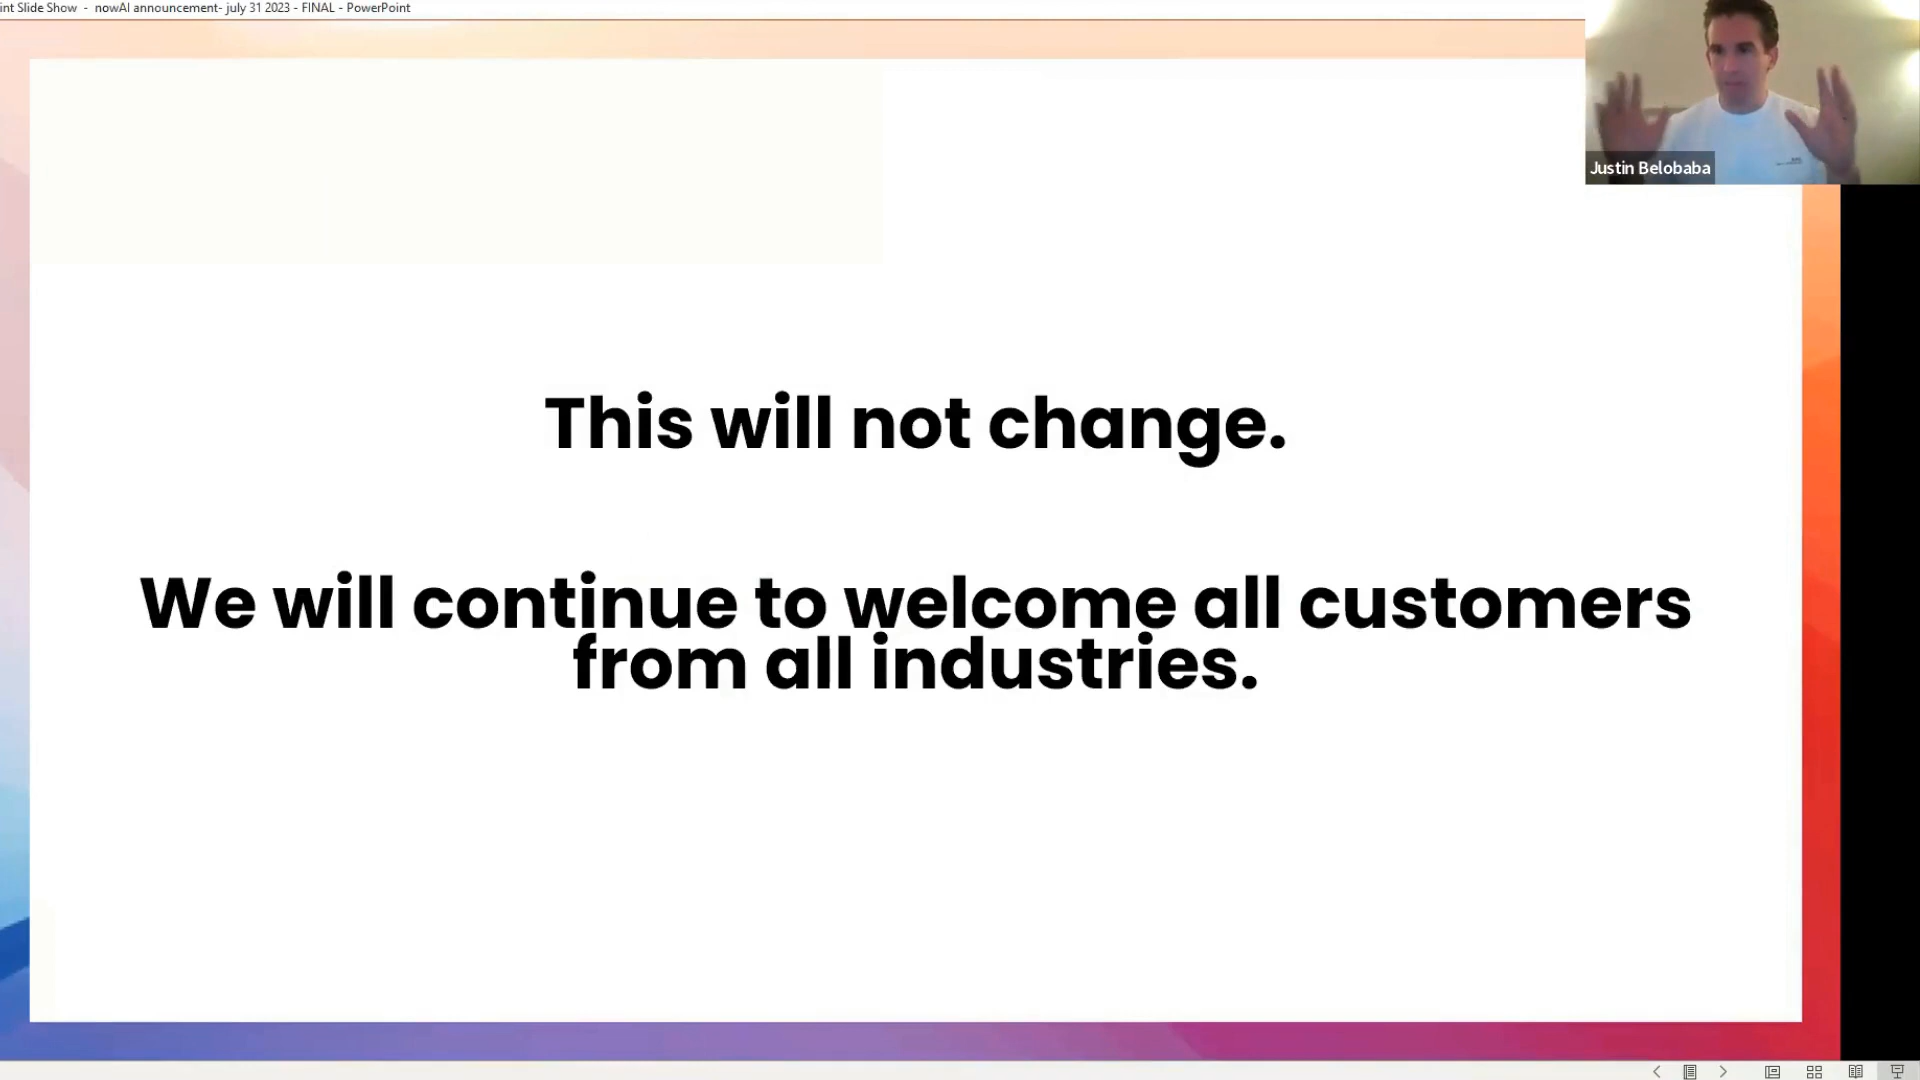 int Slide Show - nowAI announcement- july 31 2023 - FINAL - PowerPoint
Justin Belobaba
This will not change.
We will continue to welcome all customers
from all industries.